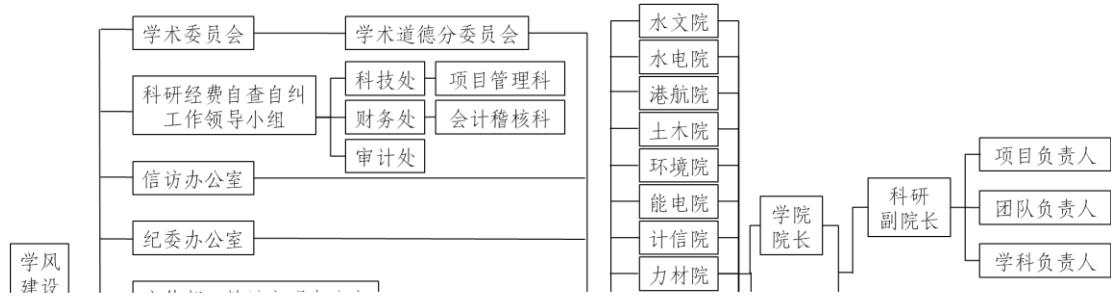 学术委员会
学术道德分委员会
科研经费自查自纠
工作领导小组
科技处
项目管理科
财务处
会计稽核科
审计处
信访办公室
纪委办公室
学风
建设
水文院
水电院
港航院
土木院
环境院
能电院
计信院
力材院
学院
院长
科研
副院长
项目负责人
团队负责人
学科负责人